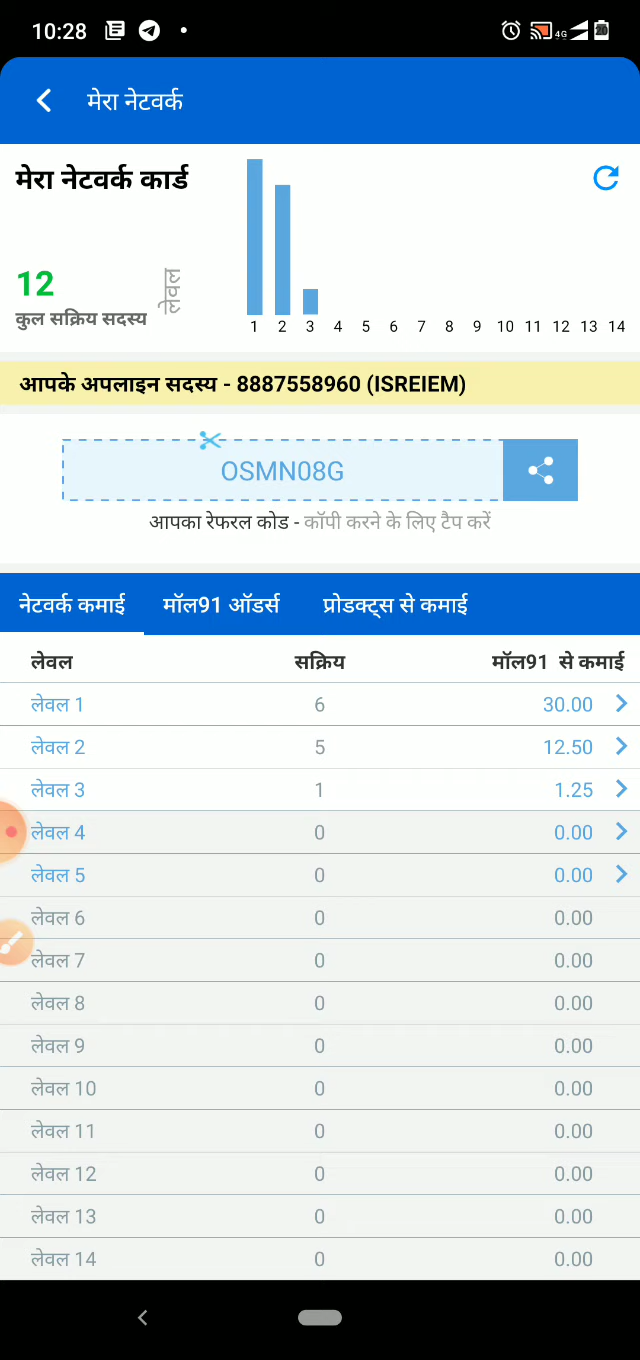 10:28
4G
20
मेरा नेटवर्क
मेरा नेटवर्क कार्ड
12
कुल सक्रिय सदस्य
लेवल
1 2 3 4 5 6 7 8 9 10 11 12 13 14
आपके अपलाइन सदस्य - 8887558960 (ISREIEM)
OSMN08G
आपका रेफरल कोड - कॉपी करने के लिए टैप करें
नेटवर्क कमाई मॉल91 ऑडर्स प्रोडक्ट्स से कमाई
लेवल सक्रिय मॉल91 से कमाई
लेवल 1 6 30.00
लेवल 2 5 12.50
लेवल 3 1 1.25
लेवल 4 0 0.00
लेवल 5 0 0.00
लेवल 6 0 0.00
लेवल 7 0 0.00
लेवल 8 0 0.00
लेवल 9 0 0.00
लेवल 10 0 0.00
लेवल 11 0 0.00
लेवल 12 0 0.00
लेवल 13 0 0.00
लेवल 14 0 0.00